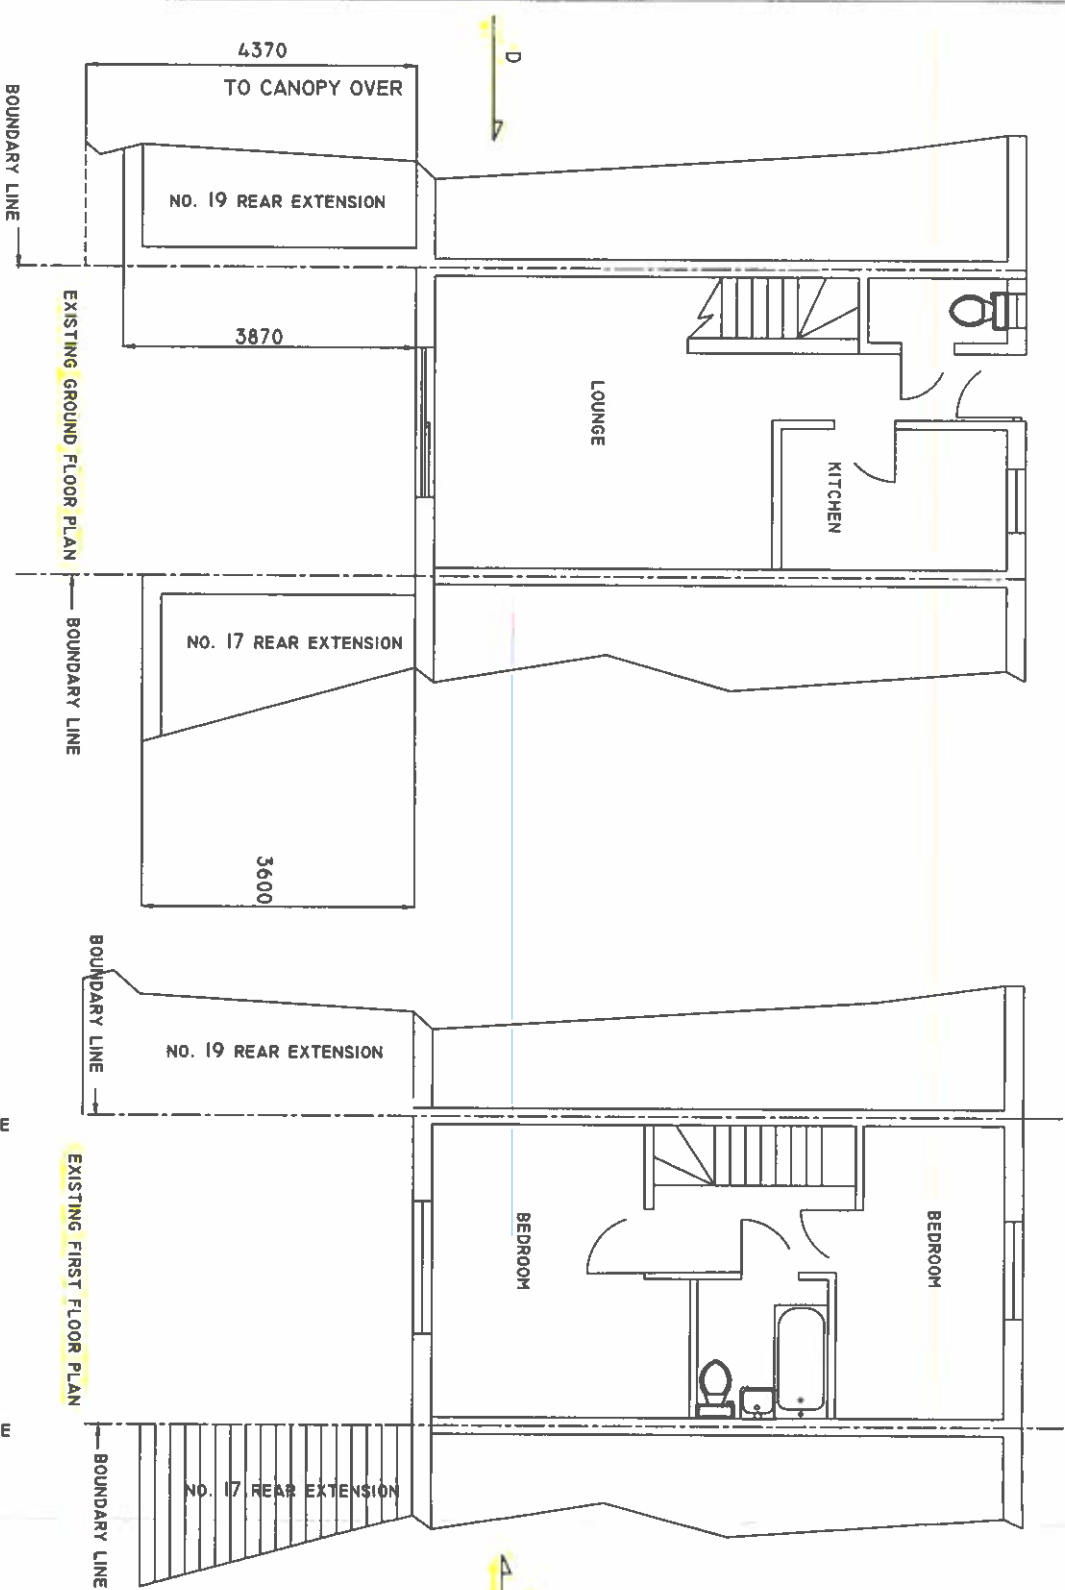 D
4370
TO CANOPY OVER
BOUNDARY LINE
NO. 19 REAR EXTENSION
3870
EXISTING GROUND FLOOR PLAN
LOUNGE
KITCHEN
NO. 17 REAR EXTENSION
BOUNDARY LINE
3600
BOUNDARY LINE
NO. 19 REAR EXTENSION
E
EXISTING FIRST FLOOR PLAN
BEDROOM
BEDROOM
E
NO. 17 REAR EXTENSION
BOUNDARY LINE